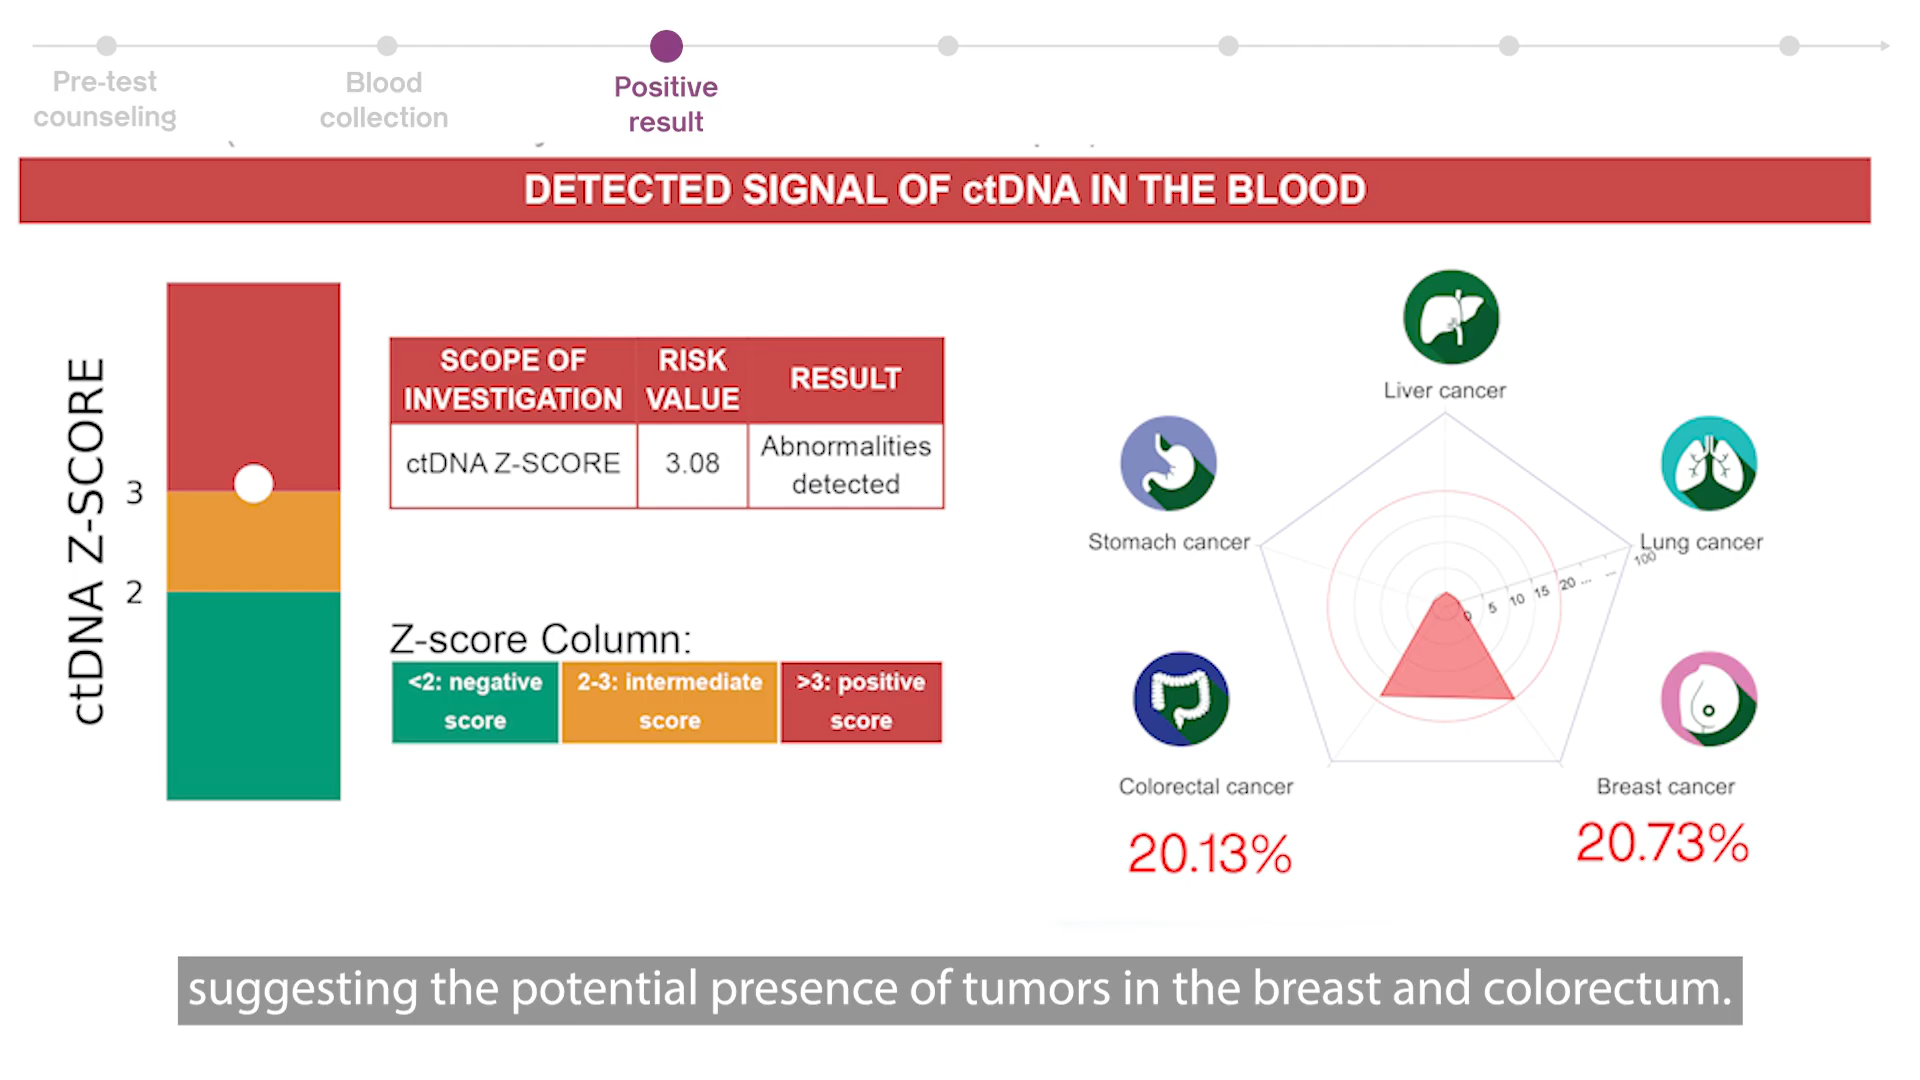 Pre-test
counseling
Blood
collection
Positive
result
DETECTED SIGNAL OF ctDNA IN THE BLOOD
ctDNA Z-SCORE
3
2
SCOPE OF
INVESTIGATION
RISK
VALUE
RESULT
ctDNA Z-SCORE
3.08
Abnormalities
detected
Z-score Column:
<2: negative
score
2-3: intermediate
score
>3: positive
score
Liver cancer
Stomach cancer
Lung cancer
0 5 10 15 20 ... ... 100
Colorectal cancer
20.13%
Breast cancer
20.73%
suggesting the potential presence of tumors in the breast and colorectum.